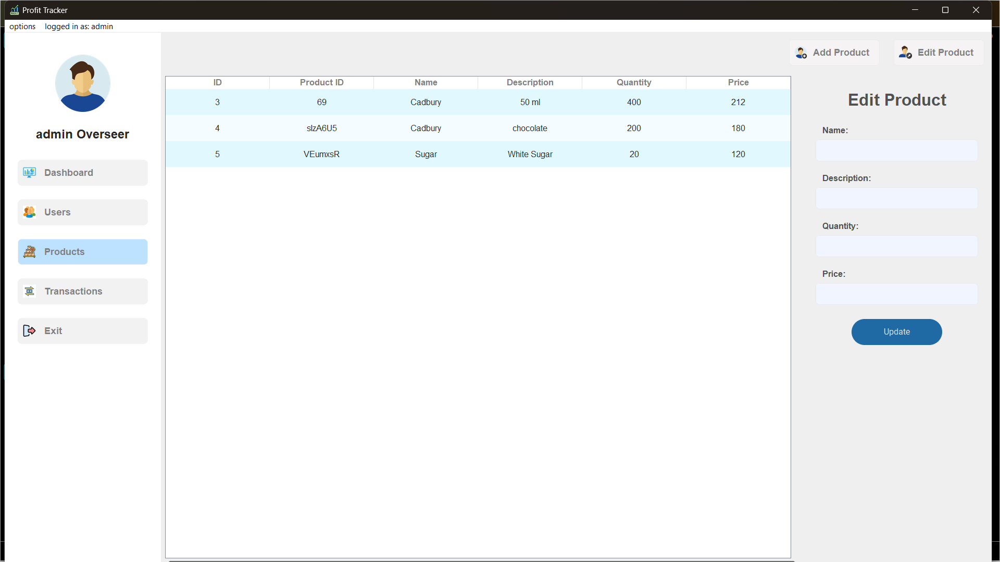 Profit Tracker
options logged in as: admin
Add Product Edit Product
admin Overseer
Dashboard
Users
Products
Transactions
Exit
ID Product ID Name Description Quantity Price
3 69 Cadbury 50 ml 400 212
4 slzA6U5 Cadbury chocolate 200 180
5 VEumxsR Sugar White Sugar 20 120
Edit Product
Name:
Description:
Quantity:
Price:
Update